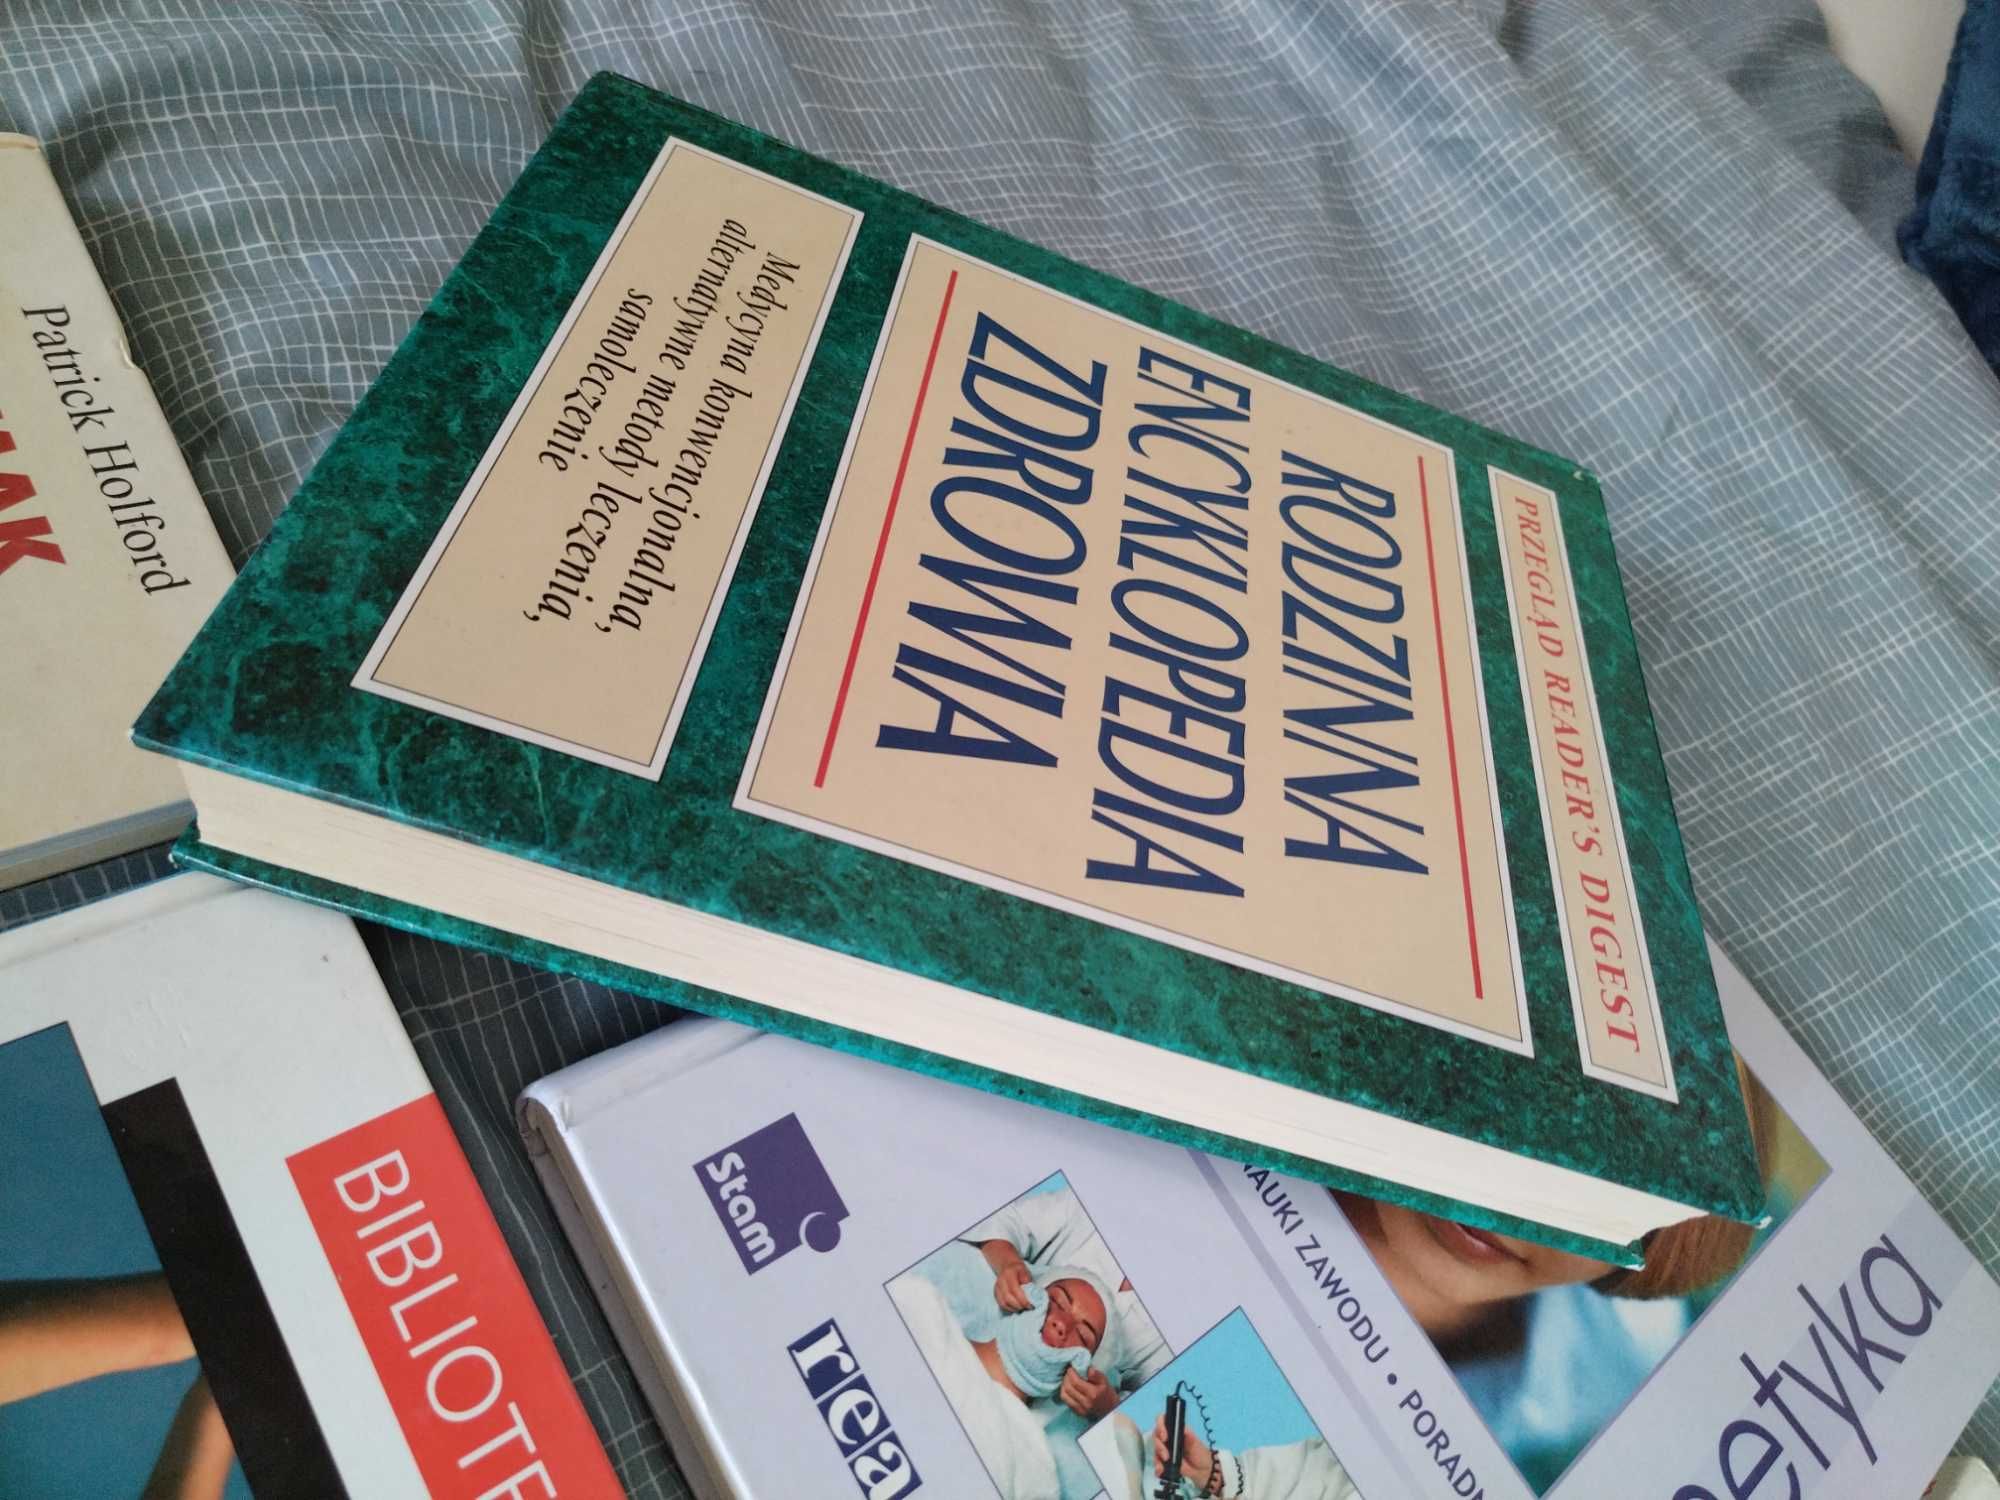 PRZEGLĄD READER'S DIGEST
RODZINNA
ENCYKLOPEDIA
ZDROWIA
Medycyna konwencjonalna,
alternatywne metody leczenia,
samoleczenie
Patrick Holford
MAK
BIBLIOTE
Stam
rea
NAUKI ZAWODU • PORADN
etyka